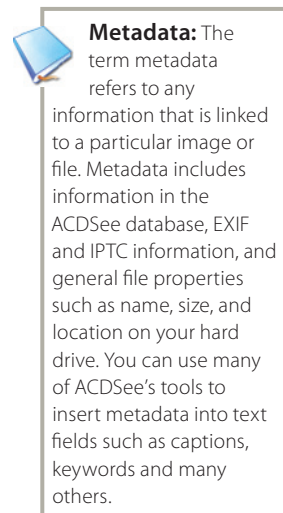 Metadata: The
term metadata
refers to any
information that is linked
to a particular image or
file. Metadata includes
information in the
ACDSee database, EXIF
and IPTC information, and
general file properties
such as name, size, and
location on your hard
drive. You can use many
of ACDSee’s tools to
insert metadata into text
fields such as captions,
keywords and many
others.